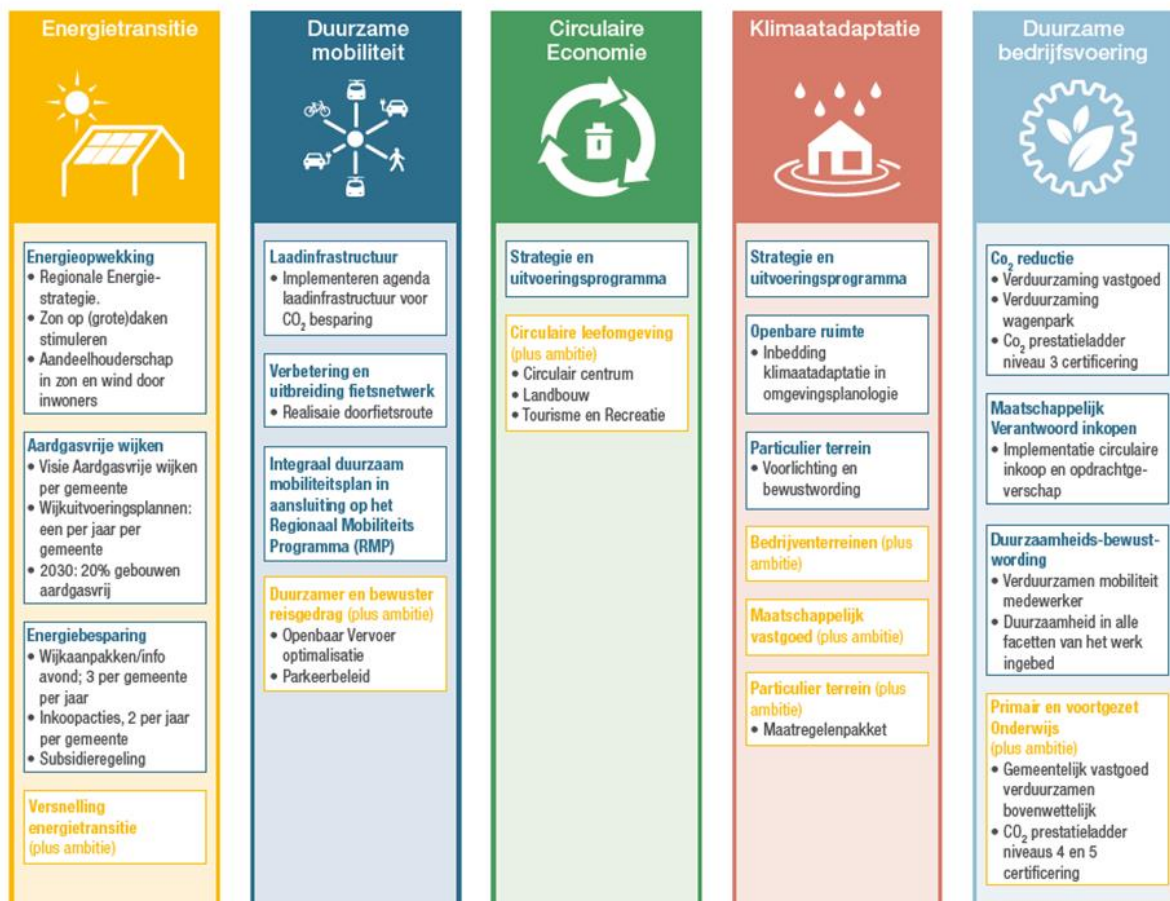 Energietransitie
Energieopwekking
• Regionale Energie-
strategie.
• Zon op (grote)daken
stimuleren
• Aandeelhouderschap
in zon en wind door
inwoners
Aardgasvrije wijken
• Visie Aardgasvrije wijken
per gemeente
• Wijkuitvoeringsplannen:
een per jaar per
gemeente
• 2030: 20% gebouwen
aardgasvrij
Energiebesparing
• Wijkaanpakken/info
avond; 3 per gemeente
per jaar
• Inkoopacties, 2 per jaar
per gemeente
• Subsidieregeling
Versnelling
energietransitie
(plus ambitie)
Duurzame
mobiliteit
Laadinfrastructuur
• Implementeren agenda
laadinfrastructuur voor
CO₂ besparing
Verbetering en
uitbreiding fietsnetwerk
• Realisaie doorfietsroute
Integraal duurzaam
mobiliteitsplan in
aansluiting op het
Regionaal Mobiliteits
Programma (RMP)
Duurzamer en bewuster
reisgedrag (plus ambitie)
• Openbaar Vervoer
optimalisatie
• Parkeerbeleid
Circulaire
Economie
Strategie en
uitvoeringsprogramma
Circulaire leefomgeving
(plus ambitie)
• Circulair centrum
• Landbouw
• Tourisme en Recreatie
Klimaatadaptatie
Strategie en
uitvoeringsprogramma
Openbare ruimte
• Inbedding
klimaatadaptatie in
omgevingsplanologie
Particulier terrein
• Voorlichting en
bewustwording
Bedrijventerreinen (plus
ambitie)
Maatschappelijk
vastgoed (plus ambitie)
Particulier terrein (plus
ambitie)
• Maatregelenpakket
Duurzame
bedrijfsvoering
Co₂ reductie
• Verduurzaming vastgoed
• Verduurzaming
wagenpark
• Co₂ prestatieladder
niveau 3 certificering
Maatschappelijk
Verantwoord inkopen
• Implementatie circulaire
inkoop en opdrachtge-
verschap
Duurzaamheids-bewust-
wording
• Verduurzamen mobiliteit
medewerker
• Duurzaamheid in alle
facetten van het werk
ingebed
Primair en voortgezet
Onderwijs
(plus ambitie)
• Gemeentelijk vastgoed
verduurzamen
bovenwettelijk
• CO₂ prestatieladder
niveaus 4 en 5
certificering